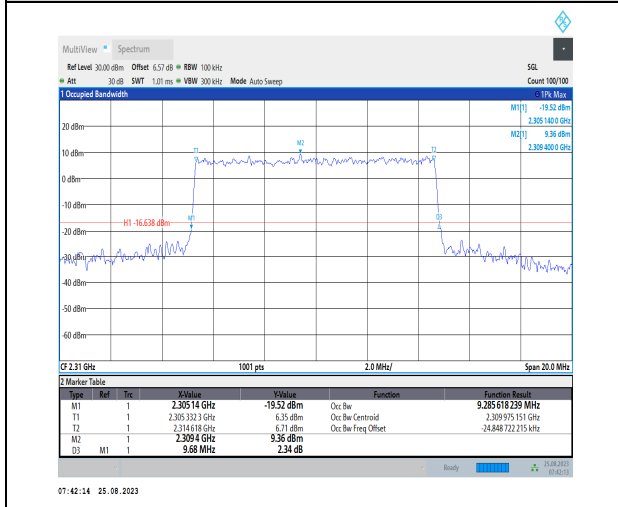 MultiView Spectrum
Ref Level 30.00 dBm Offset 6.57 dB RBW 100 kHz SGL
Att 30 dB SWT 1.01 ms VBW 300 kHz Mode Auto Sweep Count 100/100
1 Occupied Bandwidth 1Pk Max
M1[1] -19.52 dBm
2.305 140 0 GHz
M2[1] 9.36 dBm
2.309 400 0 GHz
20 dBm
M2
T1 T2
10 dBm
0 dBm
-10 dBm
M1 D3
H1 -16.638 dBm
-20 dBm
-30 dBm
-40 dBm
-50 dBm
-60 dBm
CF 2.31 GHz 1001 pts 2.0 MHz/ Span 20.0 MHz
2 Marker Table
Type Ref Trc X-Value Y-Value Function Function Result
M1 1 2.305 14 GHz -19.52 dBm Occ Bw 9.285 618 239 MHz
T1 1 2.305 332 3 GHz 6.35 dBm Occ Bw Centroid 2.309 975 151 GHz
T2 1 2.314 618 GHz 6.71 dBm Occ Bw Freq Offset -24.848 722 215 kHz
M2 1 2.309 4 GHz 9.36 dBm
D3 M1 1 9.68 MHz 2.34 dB
Ready 25.08.2023
07:42:13
07:42:14 25.08.2023